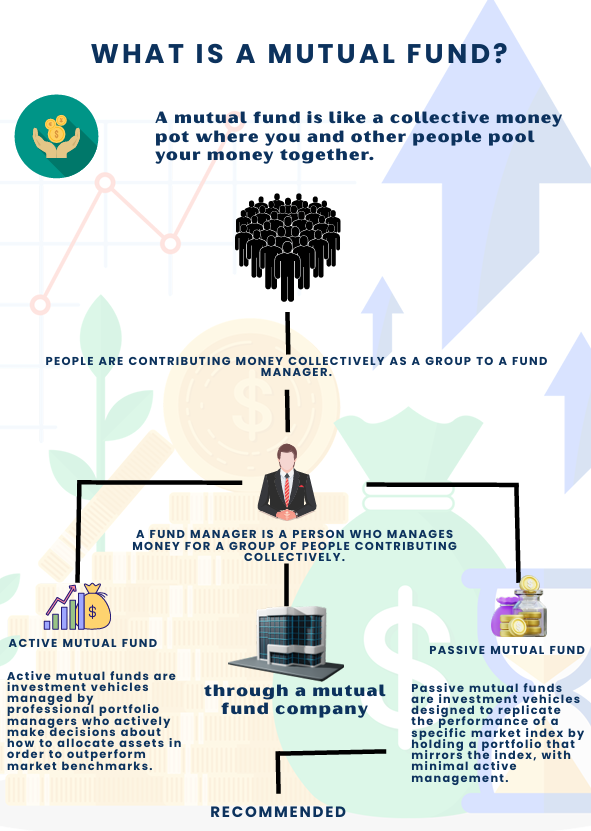 WHAT IS A MUTUAL FUND?
A mutual fund is like a collective money
pot where you and other people pool
your money together.
PEOPLE ARE CONTRIBUTING MONEY COLLECTIVELY AS A GROUP TO A FUND
MANAGER.
A FUND MANAGER IS A PERSON WHO MANAGES
MONEY FOR A GROUP OF PEOPLE CONTRIBUTING
COLLECTIVELY.
ACTIVE MUTUAL FUND
Active mutual funds are
investment vehicles
managed by
professional portfolio
managers who actively
make decisions about
how to allocate assets in
order to outperform
market benchmarks.
through a mutual
fund company
PASSIVE MUTUAL FUND
Passive mutual funds
are investment vehicles
designed to replicate
the performance of a
specific market index by
holding a portfolio that
mirrors the index, with
minimal active
management.
RECOMMENDED